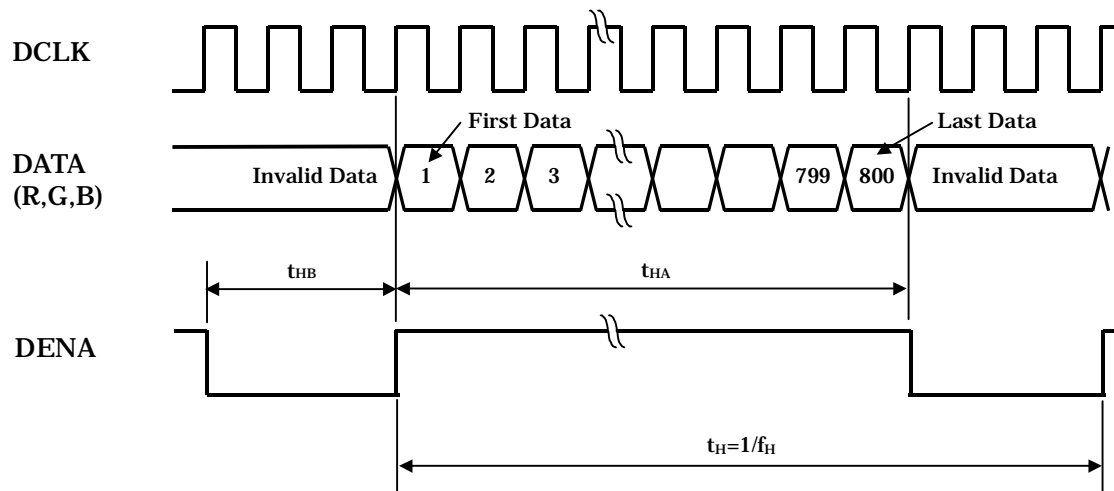 DCLK
First Data
Last Data
DATA
(R,G,B)
Invalid Data 1 2 3 799 800 Invalid Data
tHB
tHA
DENA
tH=1/fH